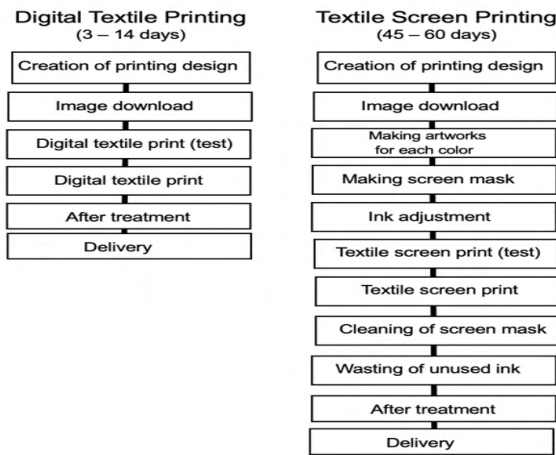 Digital Textile Printing
(3 – 14 days)
Creation of printing design
Image download
Digital textile print (test)
Digital textile print
After treatment
Delivery
Textile Screen Printing
(45 – 60 days)
Creation of printing design
Image download
Making artworks
for each color
Making screen mask
Ink adjustment
Textile screen print (test)
Textile screen print
Cleaning of screen mask
Wasting of unused ink
After treatment
Delivery